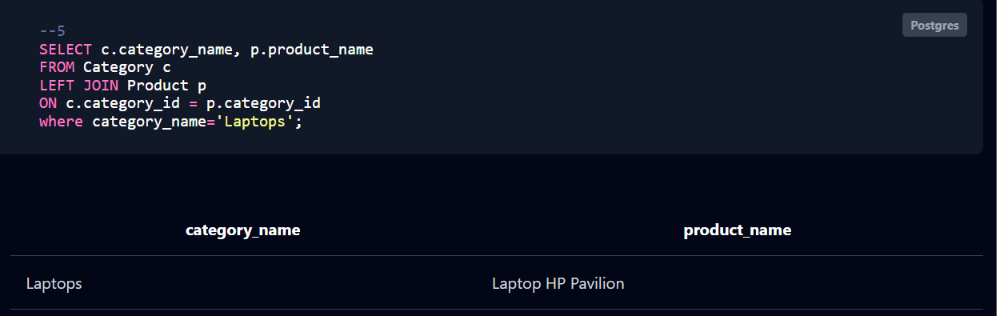 Postgres
--5
SELECT c.category_name, p.product_name
FROM Category c
LEFT JOIN Product p
ON c.category_id = p.category_id
where category_name='Laptops';
category_name product_name
Laptops Laptop HP Pavilion